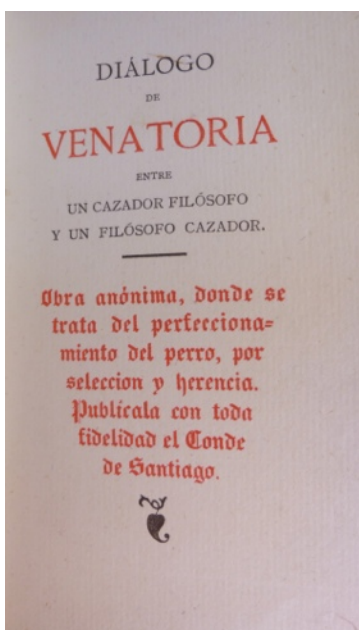 DIÁLOGO
DE
VENATORIA
ENTRE
UN CAZADOR FILÓSOFO
Y UN FILÓSOFO CAZADOR.
Obra anónima, donde se
trata del perfecciona=
miento del perro, por
seleccion y herencia.
Publícala con toda
fidelidad el Conde
de Santiago.